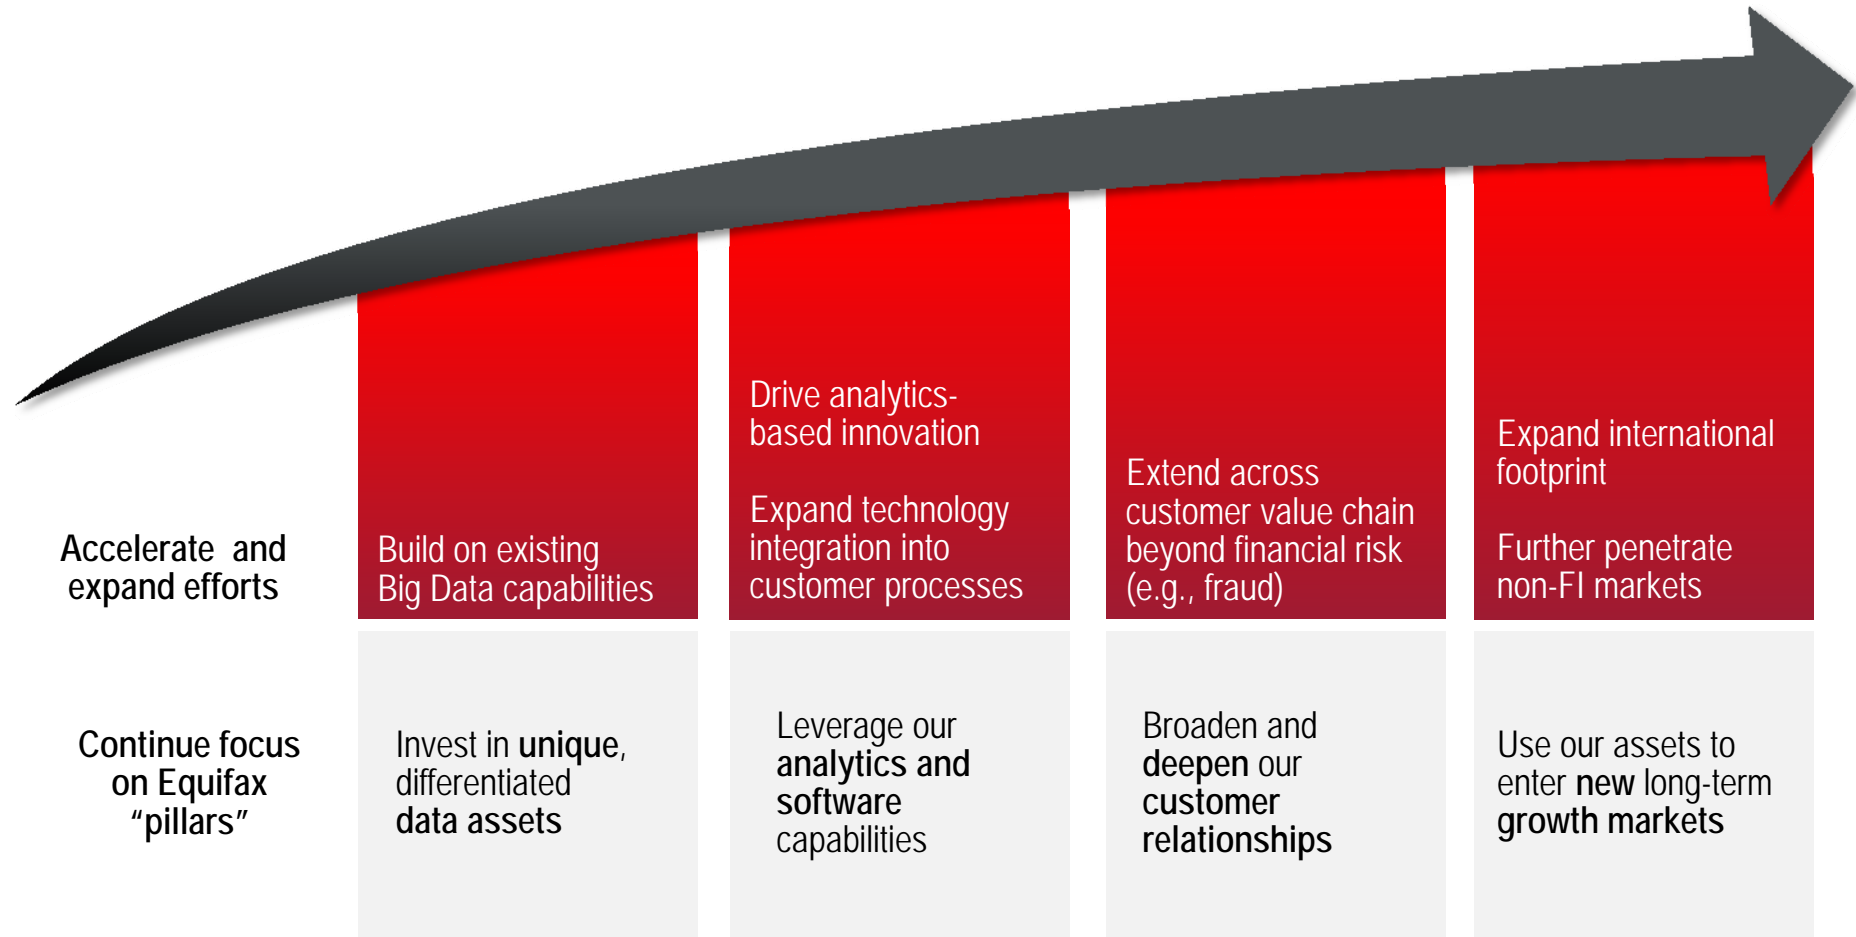 Accelerate and
expand efforts
Build on existing
Big Data capabilities
Drive analytics-
based innovation
Expand technology
integration into
customer processes
Extend across
customer value chain
beyond financial risk
(e.g., fraud)
Expand international
footprint
Further penetrate
non-FI markets
Continue focus
on Equifax
“pillars”
Invest in unique,
differentiated
data assets
Leverage our
analytics and
software
capabilities
Broaden and
deepen our
customer
relationships
Use our assets to
enter new long-term
growth markets